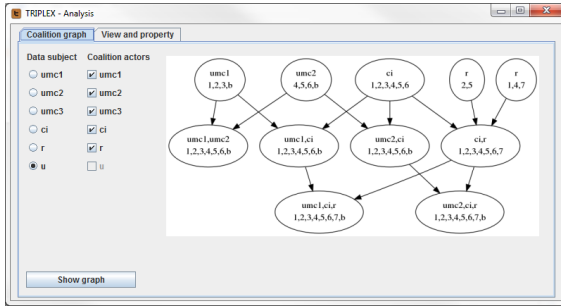 TRIPLEX - Analysis
Coalition graph View and property
Data subject Coalition actors
umc1 umc1
umc2 umc2
umc3 umc3
ci ci
r r
u u
umc1 umc2 ci r r
1,2,3,b 4,5,6,b 1,2,3,4,5,6 2,5 1,4,7
umc1,umc2 umc1,ci umc2,ci ci,r
1,2,3,4,5,6,b 1,2,3,4,5,6,b 1,2,3,4,5,6,b 1,2,3,4,5,6,7
umc1,ci,r umc2,ci,r
1,2,3,4,5,6,7,b 1,2,3,4,5,6,7,b
Show graph